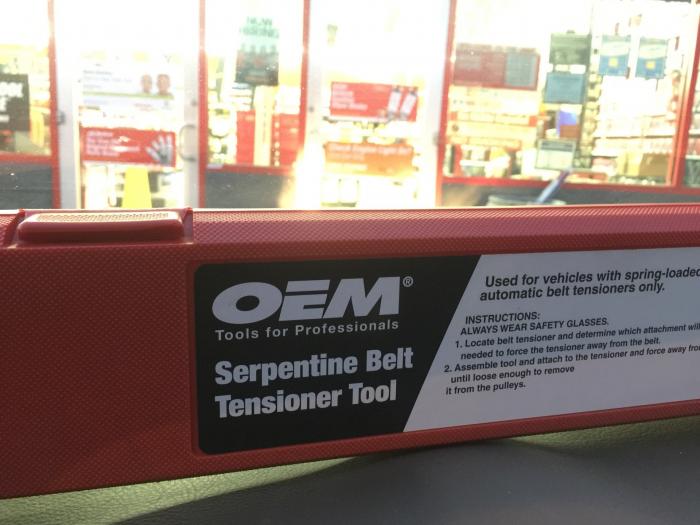 NOW
HIRING
Check Engine Light On?
OEM®
Tools for Professionals
Serpentine Belt
Tensioner Tool
Used for vehicles with spring-loaded
automatic belt tensioners only.
INSTRUCTIONS:
ALWAYS WEAR SAFETY GLASSES.
1. Locate belt tensioner and determine which attachment will
needed to force the tensioner away from the belt.
2. Assemble tool and attach to the tensioner and force away from
until loose enough to remove
it from the pulleys.